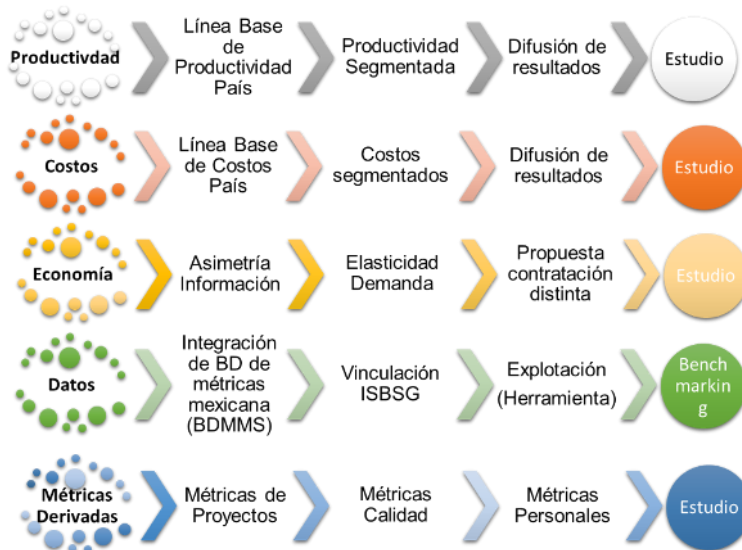 Productivdad
Línea Base
de
Productividad
País
Productividad
Segmentada
Difusión de
resultados
Estudio
Costos
Línea Base
de Costos
País
Costos
segmentados
Difusión de
resultados
Estudio
Economía
Asimetría
Información
Elasticidad
Demanda
Propuesta
contratación
distinta
Estudio
Datos
Integración
de BD de
métricas
mexicana
(BDMMS)
Vinculación
ISBSG
Explotación
(Herramienta)
Bench
markin
g
Métricas
Derivadas
Métricas de
Proyectos
Métricas
Calidad
Métricas
Personales
Estudio